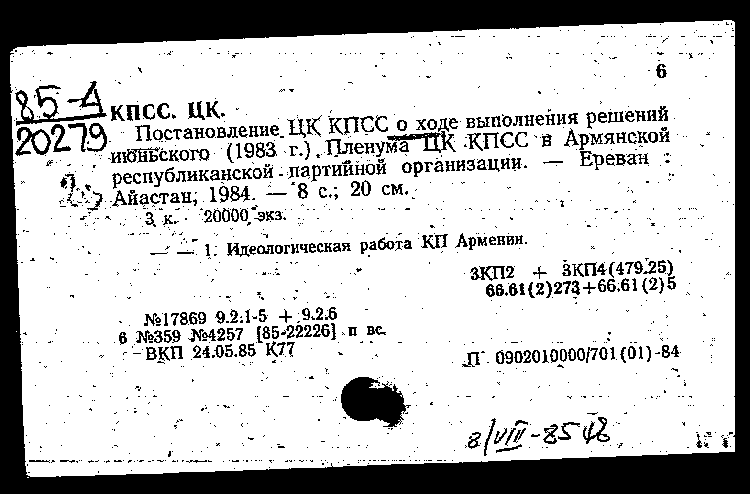 6
85-А
20279
КПСС. ЦК.
Постановление ЦК КПСС о ходе выполнения решений
июньского (1983 г.) Пленума ЦК КПСС в Армянской
республиканской партийной организации. — Ереван :
Айастан, 1984. — 8 с.; 20 см.
3 к. 20000 экз.
— — 1. Идеологическая работа КП Армении.
3КП2 + 3КП4(479.25)
66.61(2)273+66.61(2)5
№17869 9.2.1-5 + 9.2.6
6 №359 №4257 [85-22226] п вс.
ВКП 24.05.85 К77
П 0902010000/701(01)-84
8/VIII-85